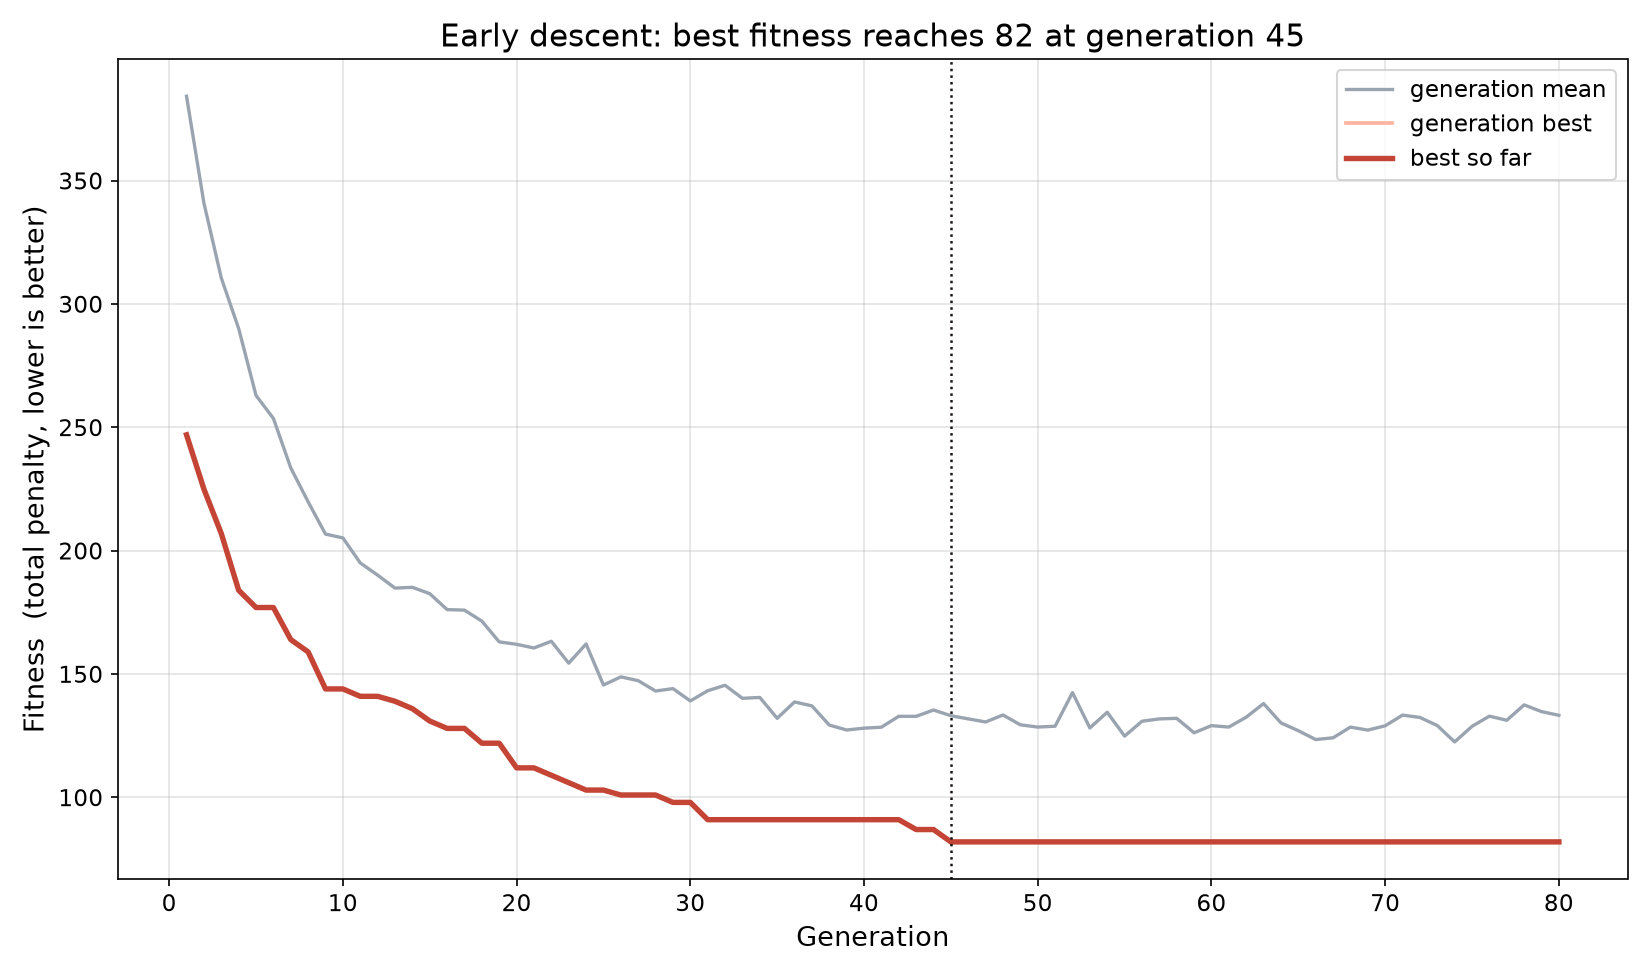 Early descent: best fitness reaches 82 at generation 45
generation mean
generation best
best so far
Fitness  (total penalty, lower is better)
350
300
250
200
150
100
0 10 20 30 40 50 60 70 80
Generation